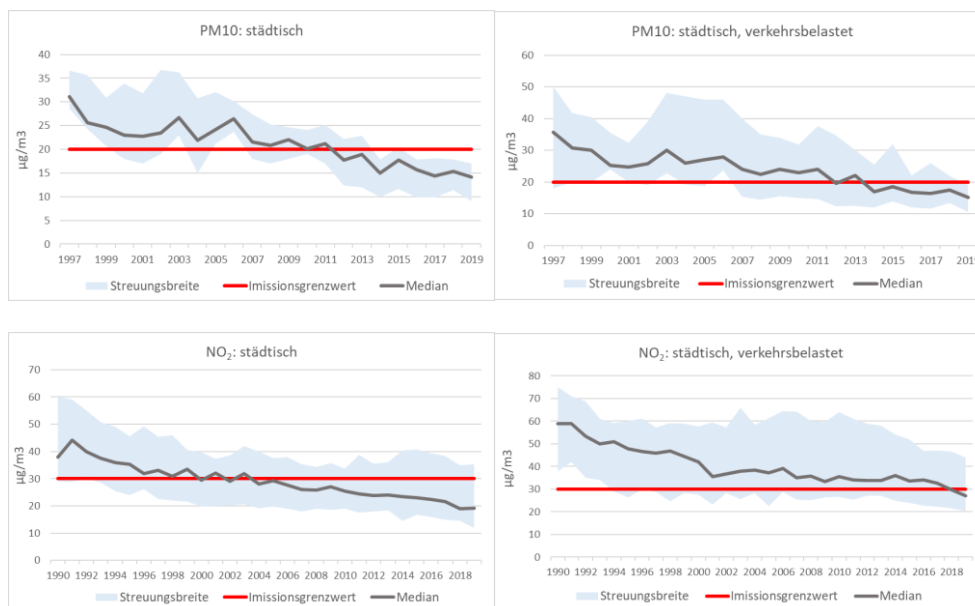 PM10: städtisch
40
35
30
25
20
15
10
5
0
µg/m3
1997 1999 2001 2003 2005 2007 2009 2011 2013 2015 2017 2019
Streuungsbreite Imissionsgrenzwert Median
PM10: städtisch, verkehrsbelastet
60
50
40
30
20
10
0
µg/m3
1997 1999 2001 2003 2005 2007 2009 2011 2013 2015 2017 2019
Streuungsbreite Imissionsgrenzwert Median
NO₂: städtisch
70
60
50
40
30
20
10
0
µg/m3
1990 1992 1994 1996 1998 2000 2002 2004 2006 2008 2010 2012 2014 2016 2018
Streuungsbreite Imissionsgrenzwert Median
NO₂: städtisch, verkehrsbelastet
80
70
60
50
40
30
20
10
0
µg/m3
1990 1992 1994 1996 1998 2000 2002 2004 2006 2008 2010 2012 2014 2016 2018
Streuungsbreite Imissionsgrenzwert Median